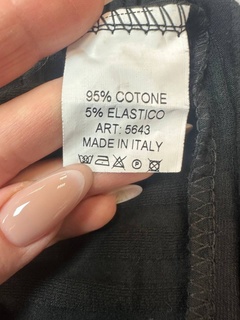 95% COTONE
5% ELASTICO
ART: 5643
MADE IN ITALY